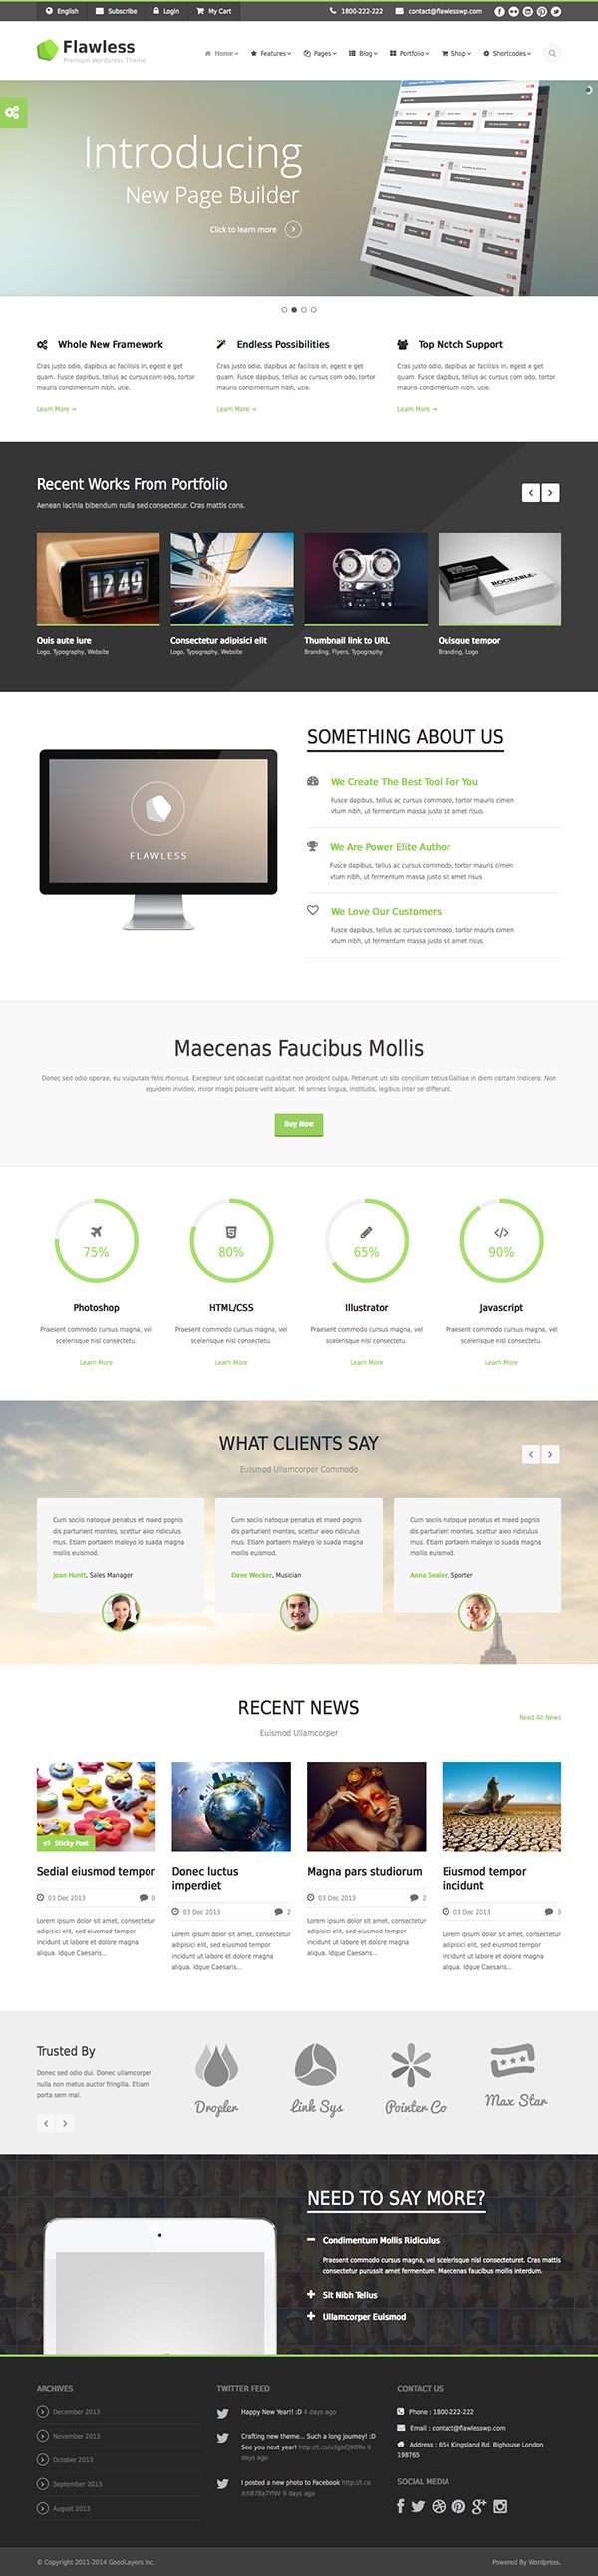 English Subscribe Login My Cart 1800-222-222 contact@flawlesswp.com
Flawless
Premium Wordpress Theme
Home Features Pages Blog Portfolio Shop Shortcodes
Introducing
New Page Builder
Click to learn more
Whole New Framework
Cras justo odio, dapibus ac facilisis in, egest e get
quam. Fusce dapibus, tellus ac cursus com odo, tortor
mauris condimentum nibh, utie.
Learn More →
Endless Possibilities
Cras justo odio, dapibus ac facilisis in, egest e get
quam. Fusce dapibus, tellus ac cursus com odo, tortor
mauris condimentum nibh, utie.
Learn More →
Top Notch Support
Cras justo odio, dapibus ac facilisis in, egest e get
quam. Fusce dapibus, tellus ac cursus com odo, tortor
mauris condimentum nibh, utie.
Learn More →
Recent Works From Portfolio
Aenean lacinia bibendum nulla sed consectetur. Cras mattis cons.
1249
ROCKABLE
Quis aute iure
Logo, Typography, Website
Consectetur adipisici elit
Logo, Typography, Website
Thumbnail link to URL
Branding, Flyers, Typography
Quisque tempor
Branding, Logo
FLAWLESS
SOMETHING ABOUT US
We Create The Best Tool For You
Fusce dapibus, tellus ac cursus commodo, tortor mauris cimen
vtum nibh, ut fermentum massa justo sit amet risus.
We Are Power Elite Author
Fusce dapibus, tellus ac cursus commodo, tortor mauris cimen
vtum nibh, ut fermentum massa justo sit amet risus.
We Love Our Customers
Fusce dapibus, tellus ac cursus commodo, tortor mauris cimen
vtum nibh, ut fermentum massa justo sit amet risus.
Maecenas Faucibus Mollis
Donec sed odio operae, eu vulputate felis rhoncus. Excepteur sint obcaecat cupiditat non proident culpa. Petierunt uti sibi concilium totius Galliae in diem certam indicere. Non
equidem invideo, miror magis posuere velit aliquet. Hi omnes lingua, institutis, legibus inter se differunt.
Buy Now
75%
Photoshop
Praesent commodo cursus magna, vel
scelerisque nisl consectetu.
Learn More
80%
HTML/CSS
Praesent commodo cursus magna, vel
scelerisque nisl consectetu.
Learn More
65%
Illustrator
Praesent commodo cursus magna, vel
scelerisque nisl consectetu.
Learn More
90%
Javascript
Praesent commodo cursus magna, vel
scelerisque nisl consectetu.
Learn More
WHAT CLIENTS SAY
Euismod Ullamcorper Commodo
Cum sociis natoque penatus et maed pognis
dis parturient montes, scettur aieo ridiculus
mus. Etiam portaem maleyo io suada magna
mollis euismod.
Joan Huntt, Sales Manager
Cum sociis natoque penatus et maed pognis
dis parturient montes, scettur aieo ridiculus
mus. Etiam portaem maleyo io suada magna
mollis euismod.
Dave Wecker, Musician
Cum sociis natoque penatus et maed pognis
dis parturient montes, scettur aieo ridiculus
mus. Etiam portaem maleyo io suada magna
mollis euismod.
Anna Sealer, Sporter
RECENT NEWS
Euismod Ullamcorper
Read All News
Sticky Post
Sedial eiusmod tempor
03 Dec 2013 0
Lorem ipsum dolor sit amet, consectetur
adipisici elit, sed eiusmod tempor
incidunt ut labore et dolore magna
aliqua. Idque Caesaris...
Donec luctus
imperdiet
03 Dec 2013 2
Lorem ipsum dolor sit amet, consectetur
adipisici elit, sed eiusmod tempor
incidunt ut labore et dolore magna
aliqua. Idque Caesaris...
Magna pars studiorum
03 Dec 2013 2
Lorem ipsum dolor sit amet, consectetur
adipisici elit, sed eiusmod tempor
incidunt ut labore et dolore magna
aliqua. Idque Caesaris...
Eiusmod tempor
incidunt
03 Dec 2013 3
Lorem ipsum dolor sit amet, consectetur
adipisici elit, sed eiusmod tempor
incidunt ut labore et dolore magna
aliqua. Idque Caesaris...
Trusted By
Donec sed odio dui. Donec ullamcorper
nulla non metus auctor fringilla. Etiam
porta sem mal.
Dropler
Link Sys
Pointer Co
Max Star
NEED TO SAY MORE?
Condimentum Mollis Ridiculus
Praesent commodo cursus magna, vel scelerisque nisl consecteturet. Cras mattis
consectetur purussit amet fermentum. Maecenas faucibus mollis interdum.
Sit Nibh Tellus
Ullamcorper Euismod
ARCHIVES
December 2013
November 2013
October 2013
September 2013
August 2013
TWITTER FEED
Happy New Year!! :D 4 days ago
Crafting new theme... Such a long journey! :D
See you next year! http://t.co/u3gbCJ9D8s 9
days ago
I posted a new photo to Facebook http://t.co
/ch878a7YNV 9 days ago
CONTACT US
Phone : 1800-222-222
Email : contact@flawlesswp.com
Address : 654 Kingsland Rd. Bighouse London
198765
SOCIAL MEDIA
© Copyright 2011-2014 GoodLayers Inc.
Powered By Wordpress.